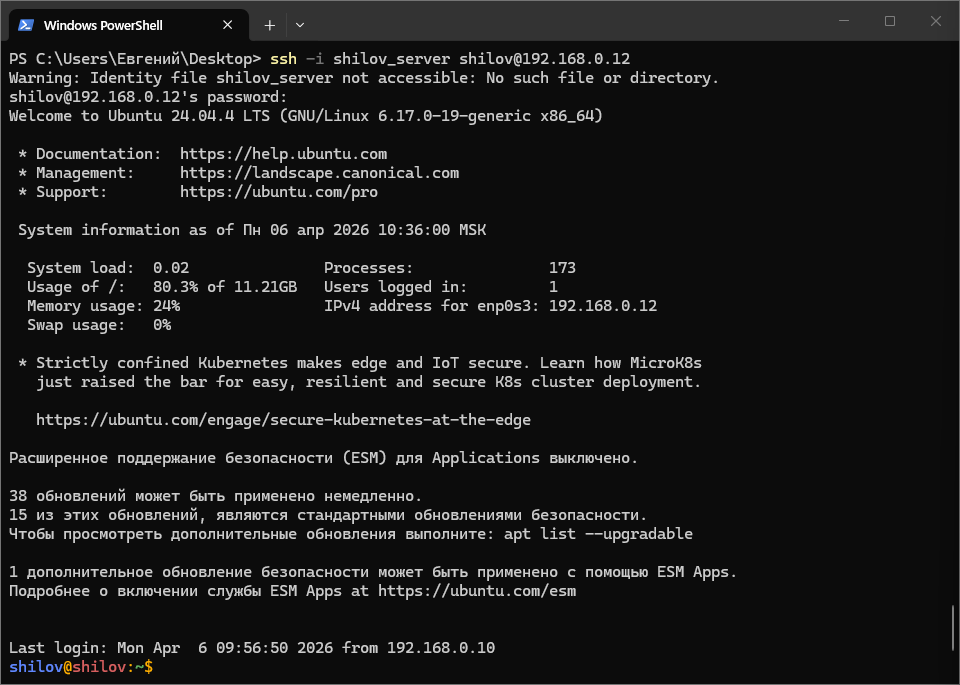 Windows PowerShell
PS C:\Users\Евгений\Desktop> ssh -i shilov_server shilov@192.168.0.12
Warning: Identity file shilov_server not accessible: No such file or directory.
shilov@192.168.0.12's password:
Welcome to Ubuntu 24.04.4 LTS (GNU/Linux 6.17.0-19-generic x86_64)
* Documentation:  https://help.ubuntu.com
* Management:     https://landscape.canonical.com
* Support:        https://ubuntu.com/pro
System information as of Пн 06 апр 2026 10:36:00 MSK
System load:  0.02               Processes:               173
Usage of /:   80.3% of 11.21GB   Users logged in:         1
Memory usage: 24%                IPv4 address for enp0s3: 192.168.0.12
Swap usage:   0%
* Strictly confined Kubernetes makes edge and IoT secure. Learn how MicroK8s
just raised the bar for easy, resilient and secure K8s cluster deployment.
https://ubuntu.com/engage/secure-kubernetes-at-the-edge
Расширенное поддержание безопасности (ESM) для Applications выключено.
38 обновлений может быть применено немедленно.
15 из этих обновлений, являются стандартными обновлениями безопасности.
Чтобы просмотреть дополнительные обновления выполните: apt list --upgradable
1 дополнительное обновление безопасности может быть применено с помощью ESM Apps.
Подробнее о включении службы ESM Apps at https://ubuntu.com/esm
Last login: Mon Apr  6 09:56:50 2026 from 192.168.0.10
shilov@shilov:~$